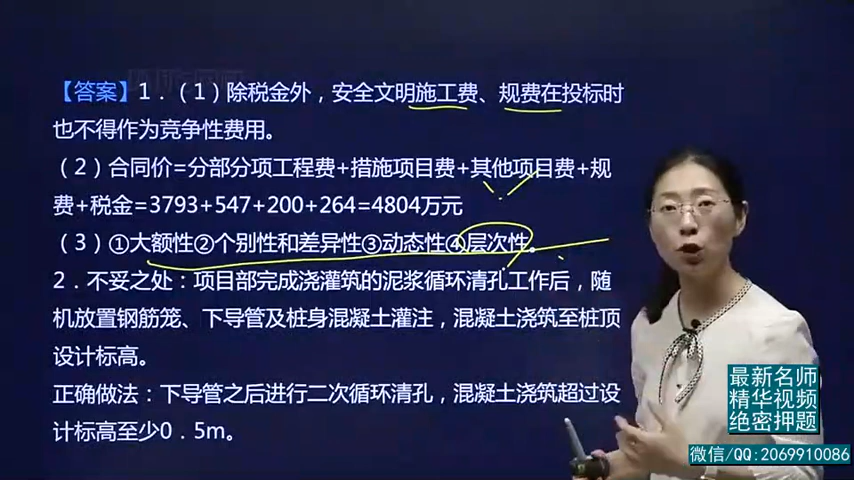 【答案】1．（1）除税金外，安全文明施工费、规费在投标时
也不得作为竞争性费用。
（2）合同价=分部分项工程费+措施项目费+其他项目费+规
费+税金=3793+547+200+264=4804万元
（3）①大额性②个别性和差异性③动态性④层次性。
2．不妥之处：项目部完成浇灌筑的泥浆循环清孔工作后，随
机放置钢筋笼、下导管及桩身混凝土灌注，混凝土浇筑至桩顶
设计标高。
正确做法：下导管之后进行二次循环清孔，混凝土浇筑超过设
计标高至少0．5m。
最新名师
精华视频
绝密押题
微信/QQ:2069910086